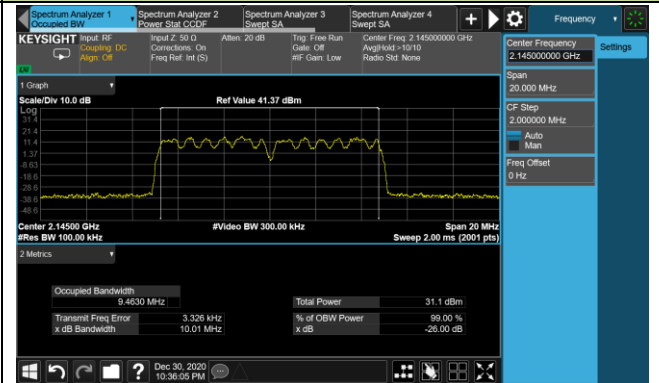 Spectrum Analyzer 1
Occupied BW
Spectrum Analyzer 2
Power Stat CCDF
Spectrum Analyzer 3
Swept SA
Spectrum Analyzer 4
Swept SA
+
Frequency
KEYSIGHT
Input: RF
Coupling: DC
Align: Off
Input Z: 50 Ω
Corrections: On
Freq Ref: Int (S)
Atten: 20 dB
Trig: Free Run
Gate: Off
#IF Gain: Low
Center Freq: 2.145000000 GHz
Avg|Hold:>10/10
Radio Std: None
Center Frequency
2.145000000 GHz
Settings
Span
20.000 MHz
CF Step
2.000000 MHz
Auto
Man
Freq Offset
0 Hz
1 Graph
Scale/Div 10.0 dB
Ref Value 41.37 dBm
Log
31.4
21.4
11.4
1.37
-8.63
-18.6
-28.6
-38.6
-48.6
Center 2.14500 GHz
#Video BW 300.00 kHz
Span 20 MHz
#Res BW 100.00 kHz
Sweep 2.00 ms (2001 pts)
2 Metrics
Occupied Bandwidth
9.4630 MHz
Total Power
31.1 dBm
Transmit Freq Error
3.326 kHz
% of OBW Power
99.00 %
x dB Bandwidth
10.01 MHz
x dB
-26.00 dB
?
Dec 30, 2020
10:36:05 PM